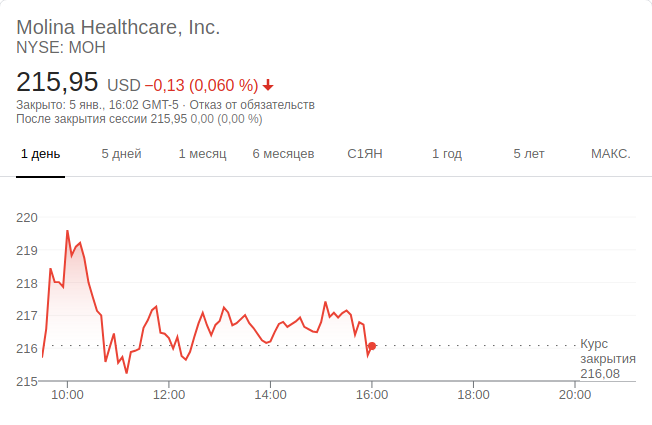 Molina Healthcare, Inc.
NYSE: MOH
215,95 USD −0,13 (0,060 %)
Закрыто: 5 янв., 16:02 GMT-5 · Отказ от обязательств
После закрытия сессии 215,95 0,00 (0,00 %)
1 день 5 дней 1 месяц 6 месяцев С1ЯН 1 год 5 лет МАКС.
220
219
218
217
216
215
Курс
закрытия
216,08
10:00 12:00 14:00 16:00 18:00 20:00